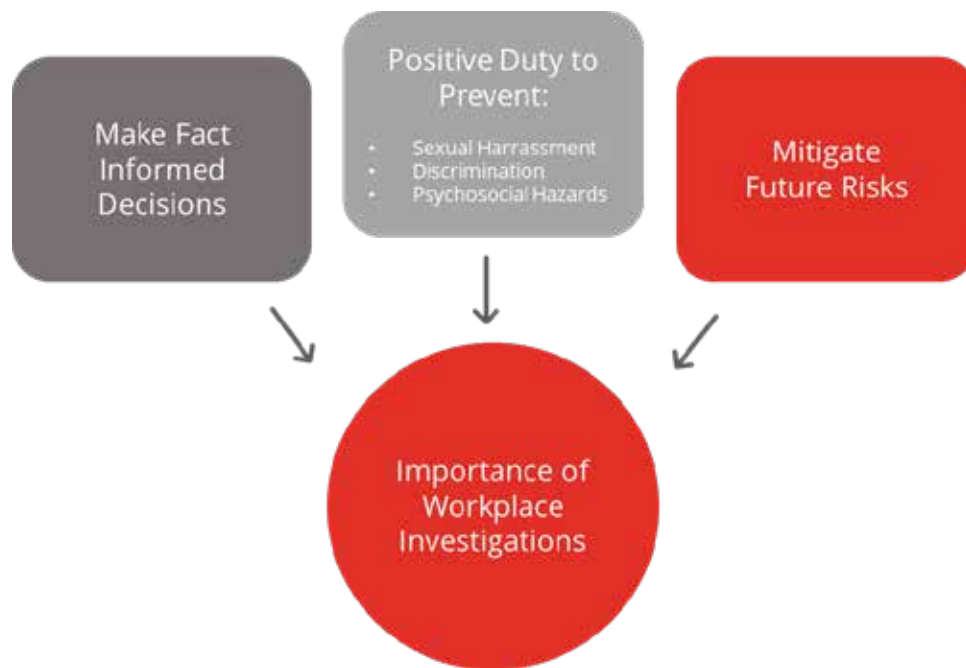 Make Fact
Informed
Decisions
Positive Duty to
Prevent:
• Sexual Harrassment
• Discrimination
• Psychosocial Hazards
Mitigate
Future Risks
Importance of
Workplace
Investigations